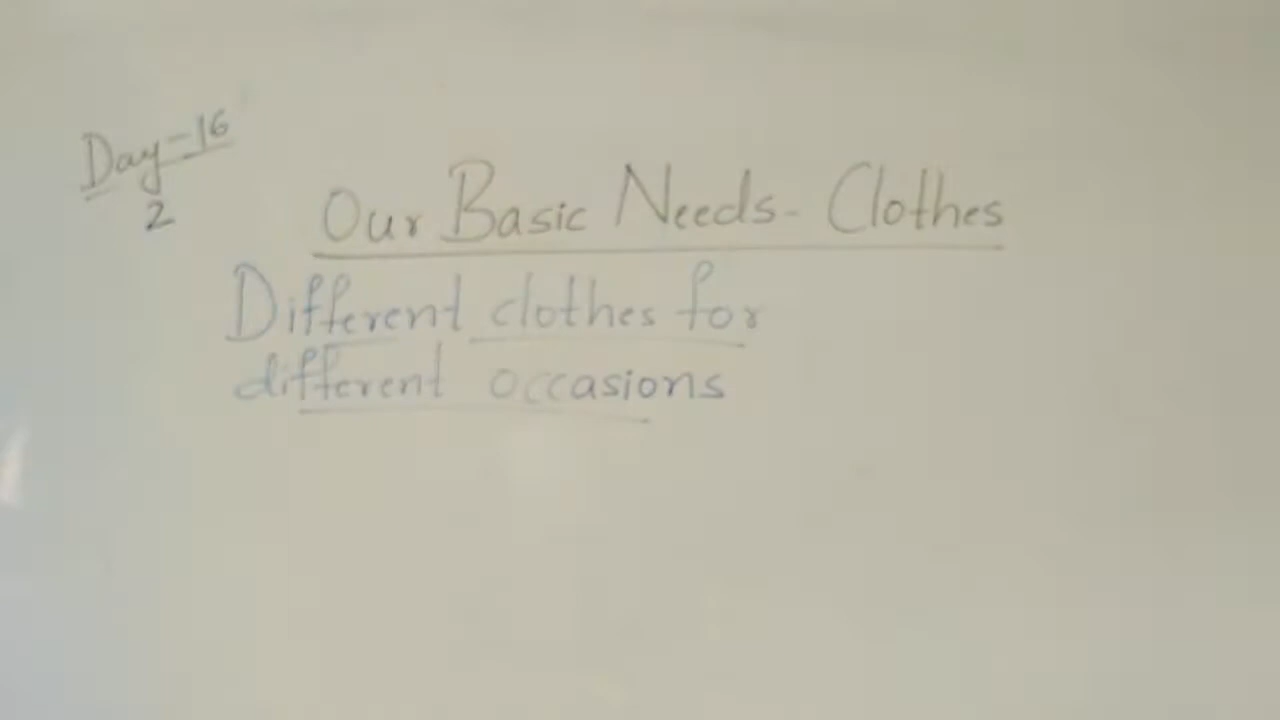 Day-16
2
Our Basic Needs- Clothes
Different clothes for
different occasions